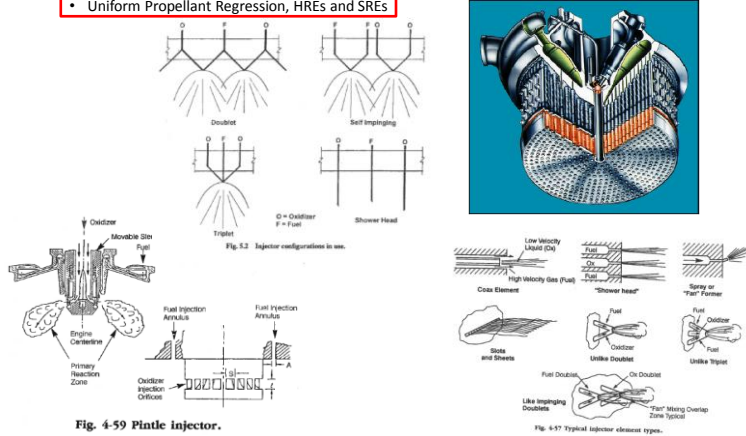 • Uniform Propellant Regression, HREs and SREs
O F O
F O O F
Doublet
Self Impinging
O F O
O F O
O = Oxidizer
F = Fuel
Triplet
Shower Head
Fig. 5.2 Injector configurations in use.
Oxidizer
Movable Slee
Fuel
Engine
Centerline
Primary
Reaction
Zone
Fuel Injection
Annulus
Fuel Injection
Annulus
A
S
Oxidizer
Injection
Orifices
Fig. 4-59 Pintle injector.
Low Velocity
Liquid (Ox)
High Velocity Gas (Fuel)
Coax Element
Fuel
Ox
Fuel
"Shower head"
Spray or
"Fan" Former
Slots
and Sheets
Fuel
Oxidizer
Unlike Doublet
Fuel
Oxidizer
Fuel
Unlike Triplet
Fuel Doublet
Ox Doublet
Like Impinging
Doublets
"Fan" Mixing Overlap
Zone Typical
Fig. 4-57 Typical injector element types.